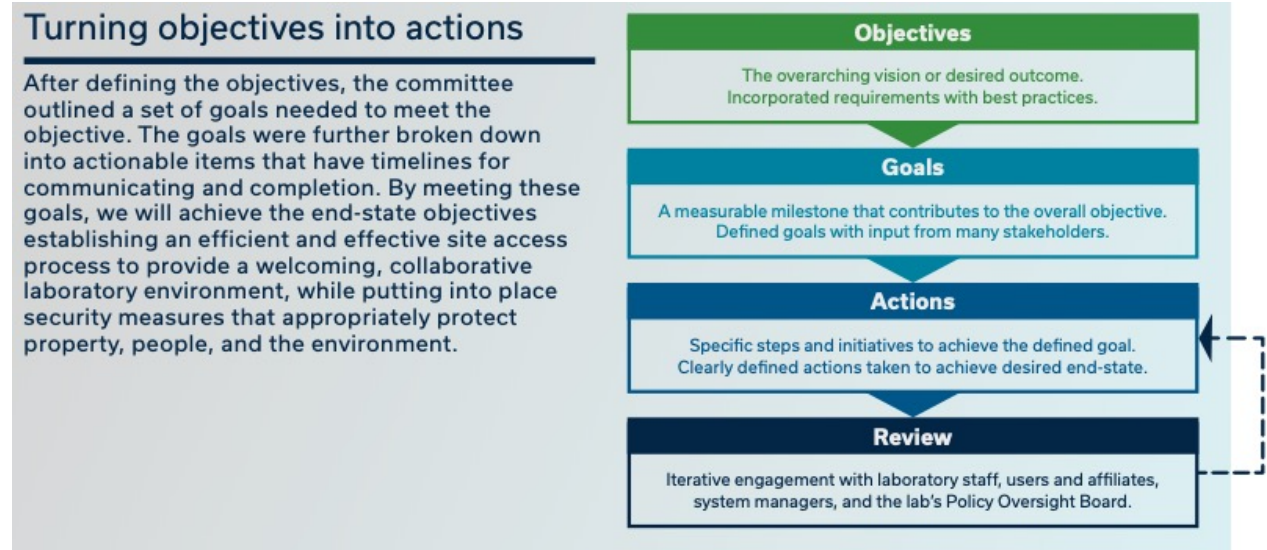 Turning objectives into actions
After defining the objectives, the committee
outlined a set of goals needed to meet the
objective. The goals were further broken down
into actionable items that have timelines for
communicating and completion. By meeting these
goals, we will achieve the end-state objectives
establishing an efficient and effective site access
process to provide a welcoming, collaborative
laboratory environment, while putting into place
security measures that appropriately protect
property, people, and the environment.
Objectives
The overarching vision or desired outcome.
Incorporated requirements with best practices.
Goals
A measurable milestone that contributes to the overall objective.
Defined goals with input from many stakeholders.
Actions
Specific steps and initiatives to achieve the defined goal.
Clearly defined actions taken to achieve desired end-state.
Review
Iterative engagement with laboratory staff, users and affiliates,
system managers, and the lab's Policy Oversight Board.